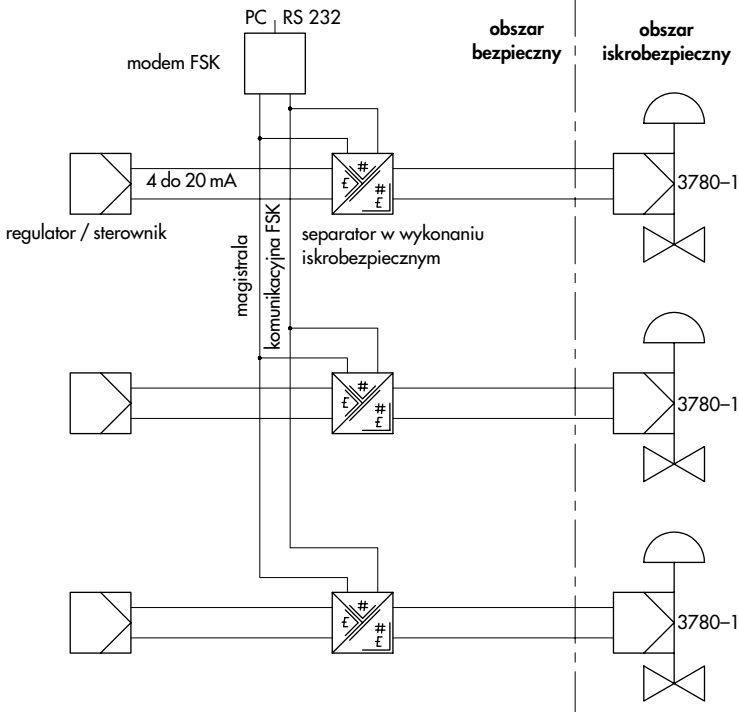 PC RS 232
obszar
bezpieczny
obszar
iskrobezpieczny
modem FSK
4 do 20 mA
# 
£
#
£
3780–1
regulator / sterownik
magistrala
komunikacyjna FSK
separator w wykonaniu
iskrobezpiecznym
#
£
#
£
3780–1
#
£
#
£
3780–1